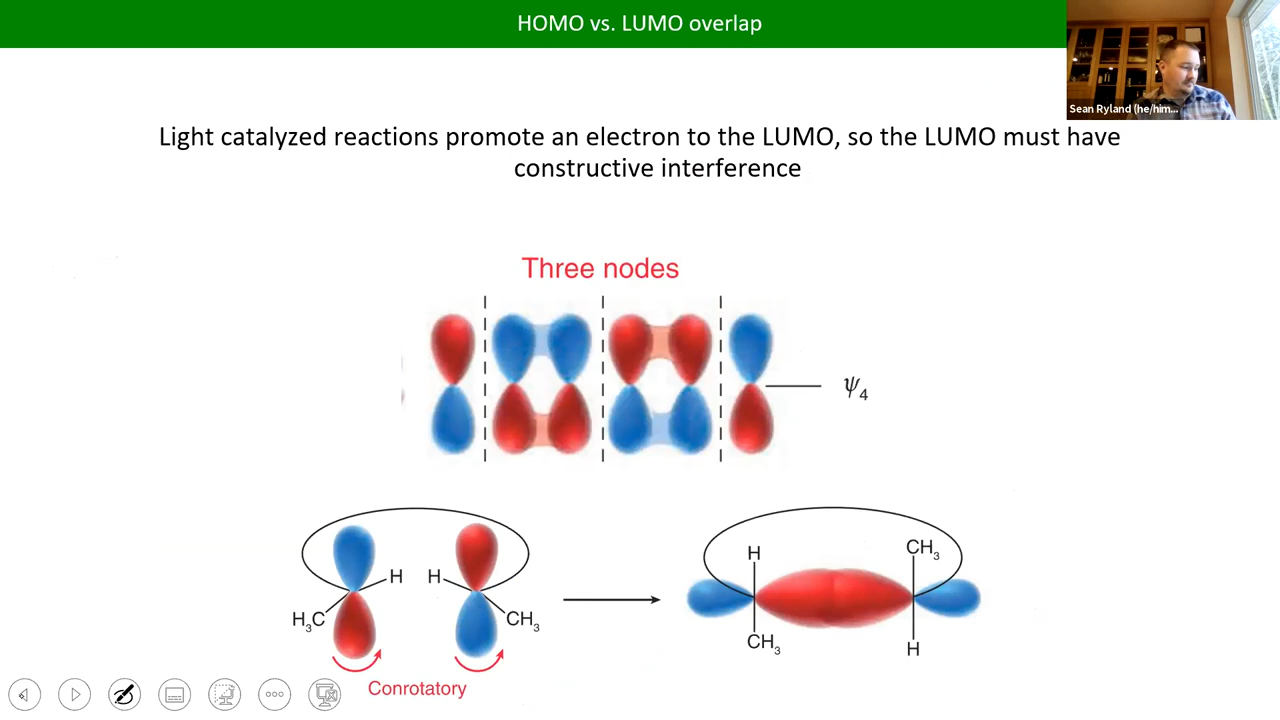 HOMO vs. LUMO overlap
Sean Ryland (he/him...
Light catalyzed reactions promote an electron to the LUMO, so the LUMO must have
constructive interference
Three nodes
ψ4
H H
H3C CH3
Conrotatory
H CH3
CH3 H